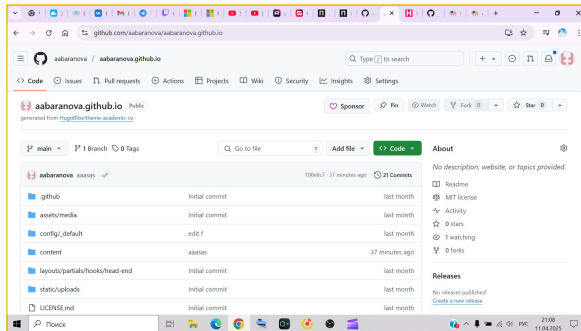 github.com/aabaranova/aabaranova.github.io
aabaranova / aabaranova.github.io
Type / to search
Code Issues Pull requests Actions Projects Wiki Security Insights Settings
aabaranova.github.io Public
Sponsor Pin Watch Fork 0 Star 0
generated from HugoBlox/theme-academic-cv
main 1 Branch 0 Tags Go to file t Add file Code
aabaranova aaasas 106e8c7 · 37 minutes ago 21 Commits
.github Initial commit last month
assets/media Initial commit last month
config/_default edit f last month
content aaasas 37 minutes ago
layouts/partials/hooks/head-end Initial commit last month
static/uploads Initial commit last month
LICENSE.md Initial commit last month
About
No description, website, or topics provided.
Readme
MIT license
Activity
0 stars
1 watching
0 forks
Releases
No releases published
Create a new release
Поиск
РУС
21:08
11.04.2025